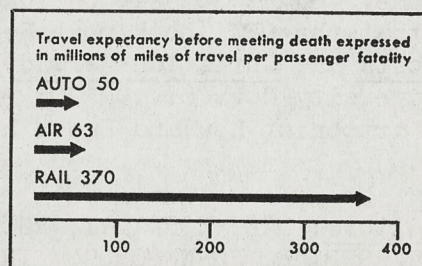 Travel expectancy before meeting death expressed
in millions of miles of travel per passenger fatality
AUTO 50
AIR 63
RAIL 370
100 200 300 400